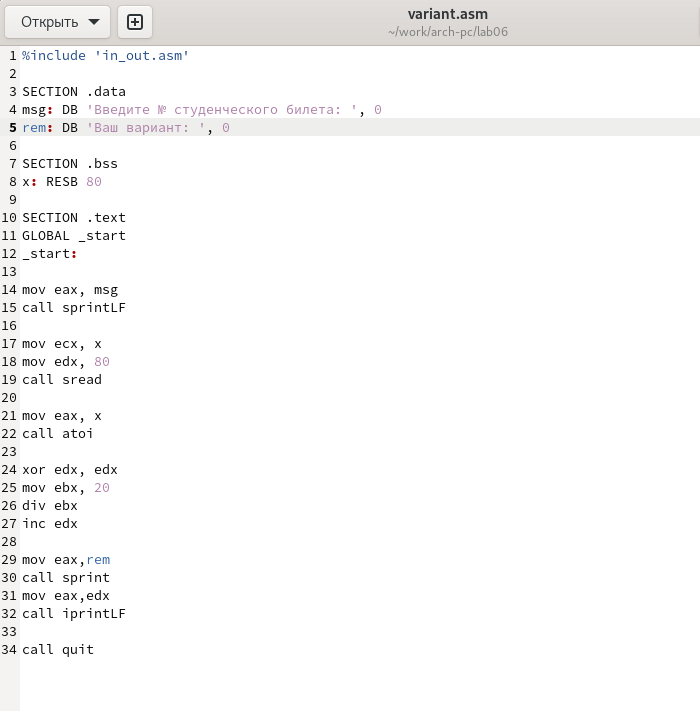 Открыть
variant.asm
~/work/arch-pc/lab06
1 %include 'in_out.asm'
2
3 SECTION .data
4 msg: DB 'Введите № студенческого билета: ', 0
5 rem: DB 'Ваш вариант: ', 0
6
7 SECTION .bss
8 x: RESB 80
9
10 SECTION .text
11 GLOBAL _start
12 _start:
13
14 mov eax, msg
15 call sprintLF
16
17 mov ecx, x
18 mov edx, 80
19 call sread
20
21 mov eax, x
22 call atoi
23
24 xor edx, edx
25 mov ebx, 20
26 div ebx
27 inc edx
28
29 mov eax,rem
30 call sprint
31 mov eax,edx
32 call iprintLF
33
34 call quit